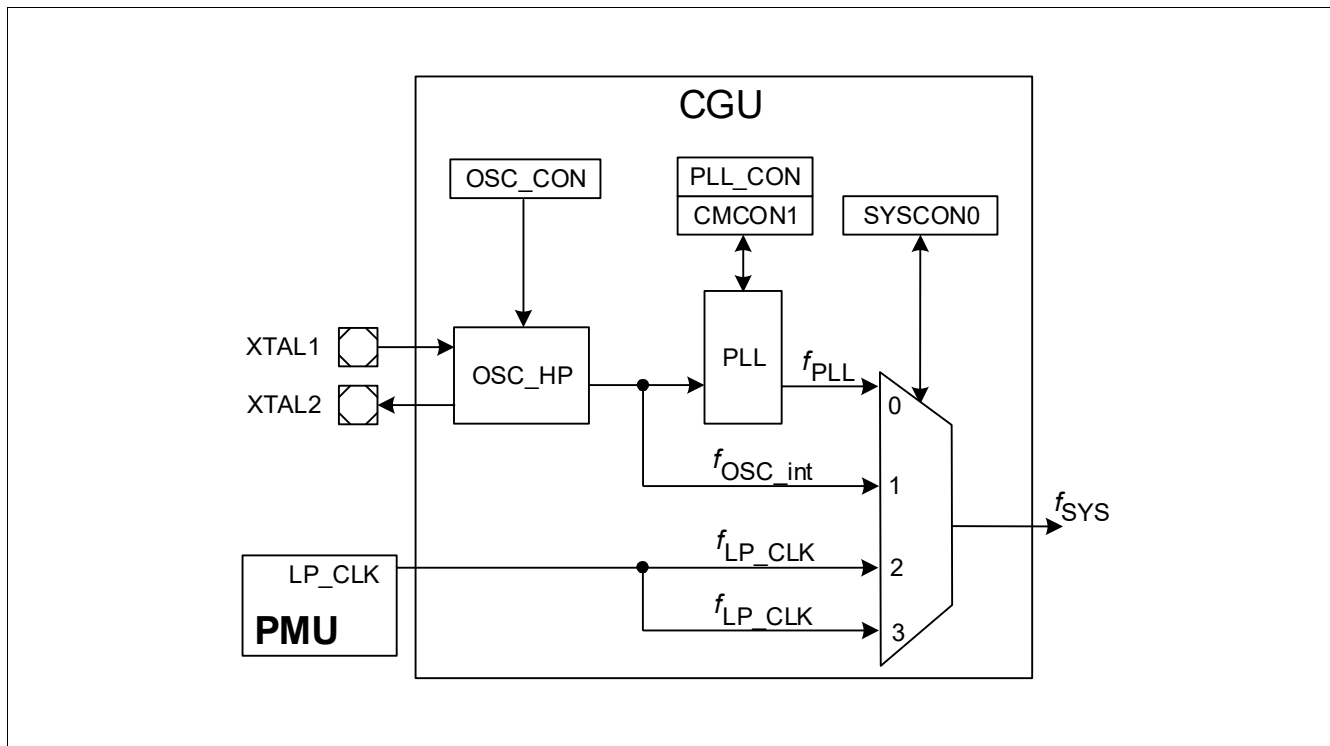 CGU
OSC_CON
PLL_CON
CMCON1
SYSCON0
XTAL1
XTAL2
OSC_HP
PLL
fPLL
0
fOSC_int
1
fSYS
fLP_CLK
2
LP_CLK
PMU
fLP_CLK
3